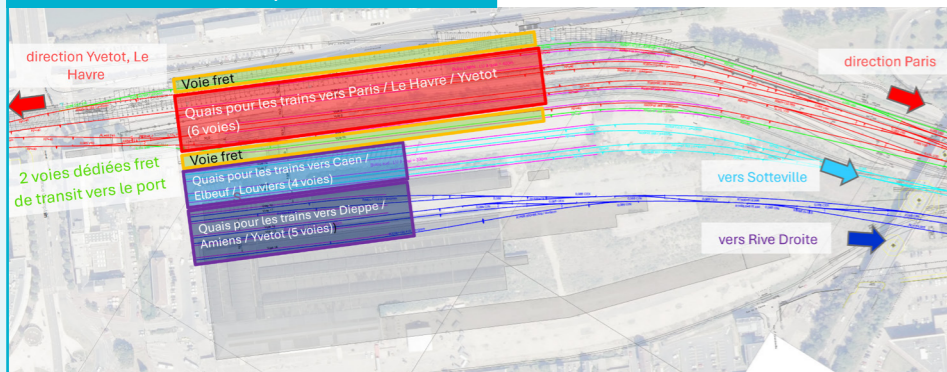 direction Yvetot, Le
Havre
direction Paris
Voie fret
Quais pour les trains vers Paris / Le Havre / Yvetot
(6 voies)
Voie fret
2 voies dédiées fret
de transit vers le port
Quais pour les trains vers Caen /
Elbeuf / Louviers (4 voies)
vers Sotteville
Quais pour les trains vers Dieppe /
Amiens / Yvetot (5 voies)
vers Rive Droite